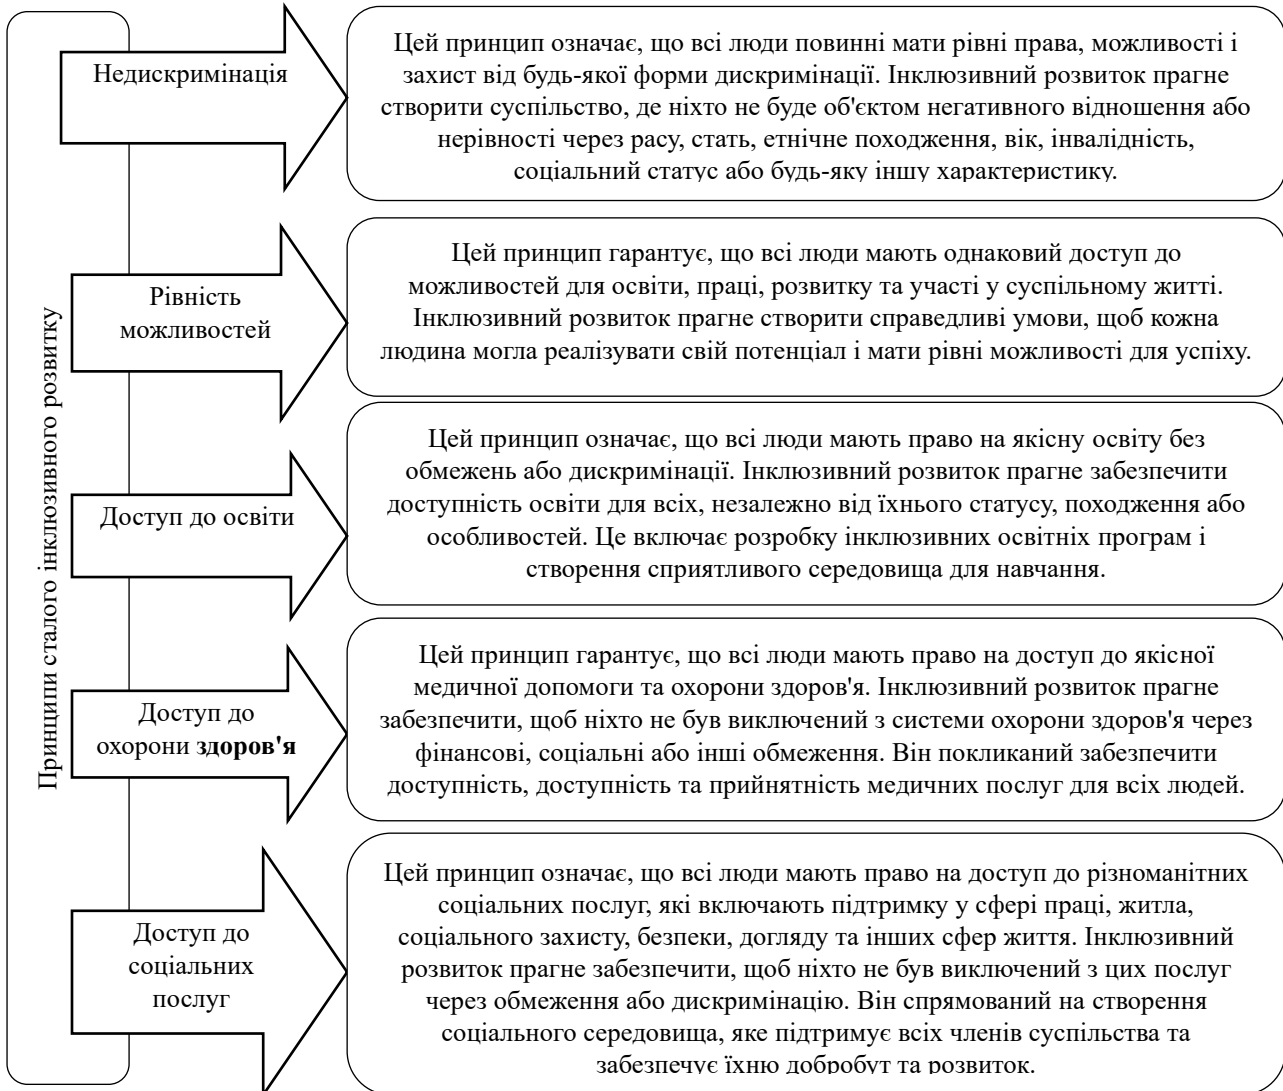 Принципи сталого інклюзивного розвитку
Недискримінація
Цей принцип означає, що всі люди повинні мати рівні права, можливості і
захист від будь-якої форми дискримінації. Інклюзивний розвиток прагне
створити суспільство, де ніхто не буде об'єктом негативного відношення або
нерівності через расу, стать, етнічне походження, вік, інвалідність,
соціальний статус або будь-яку іншу характеристику.
Рівність
можливостей
Цей принцип гарантує, що всі люди мають однаковий доступ до
можливостей для освіти, праці, розвитку та участі у суспільному житті.
Інклюзивний розвиток прагне створити справедливі умови, щоб кожна
людина могла реалізувати свій потенціал і мати рівні можливості для успіху.
Доступ до освіти
Цей принцип означає, що всі люди мають право на якісну освіту без
обмежень або дискримінації. Інклюзивний розвиток прагне забезпечити
доступність освіти для всіх, незалежно від їхнього статусу, походження або
особливостей. Це включає розробку інклюзивних освітніх програм і
створення сприятливого середовища для навчання.
Доступ до
охорони здоров'я
Цей принцип гарантує, що всі люди мають право на доступ до якісної
медичної допомоги та охорони здоров'я. Інклюзивний розвиток прагне
забезпечити, щоб ніхто не був виключений з системи охорони здоров'я через
фінансові, соціальні або інші обмеження. Він покликаний забезпечити
доступність, доступність та прийнятність медичних послуг для всіх людей.
Доступ до
соціальних
послуг
Цей принцип означає, що всі люди мають право на доступ до різноманітних
соціальних послуг, які включають підтримку у сфері праці, житла,
соціального захисту, безпеки, догляду та інших сфер життя. Інклюзивний
розвиток прагне забезпечити, щоб ніхто не був виключений з цих послуг
через обмеження або дискримінацію. Він спрямований на створення
соціального середовища, яке підтримує всіх членів суспільства та
забезпечує їхню добробут та розвиток.